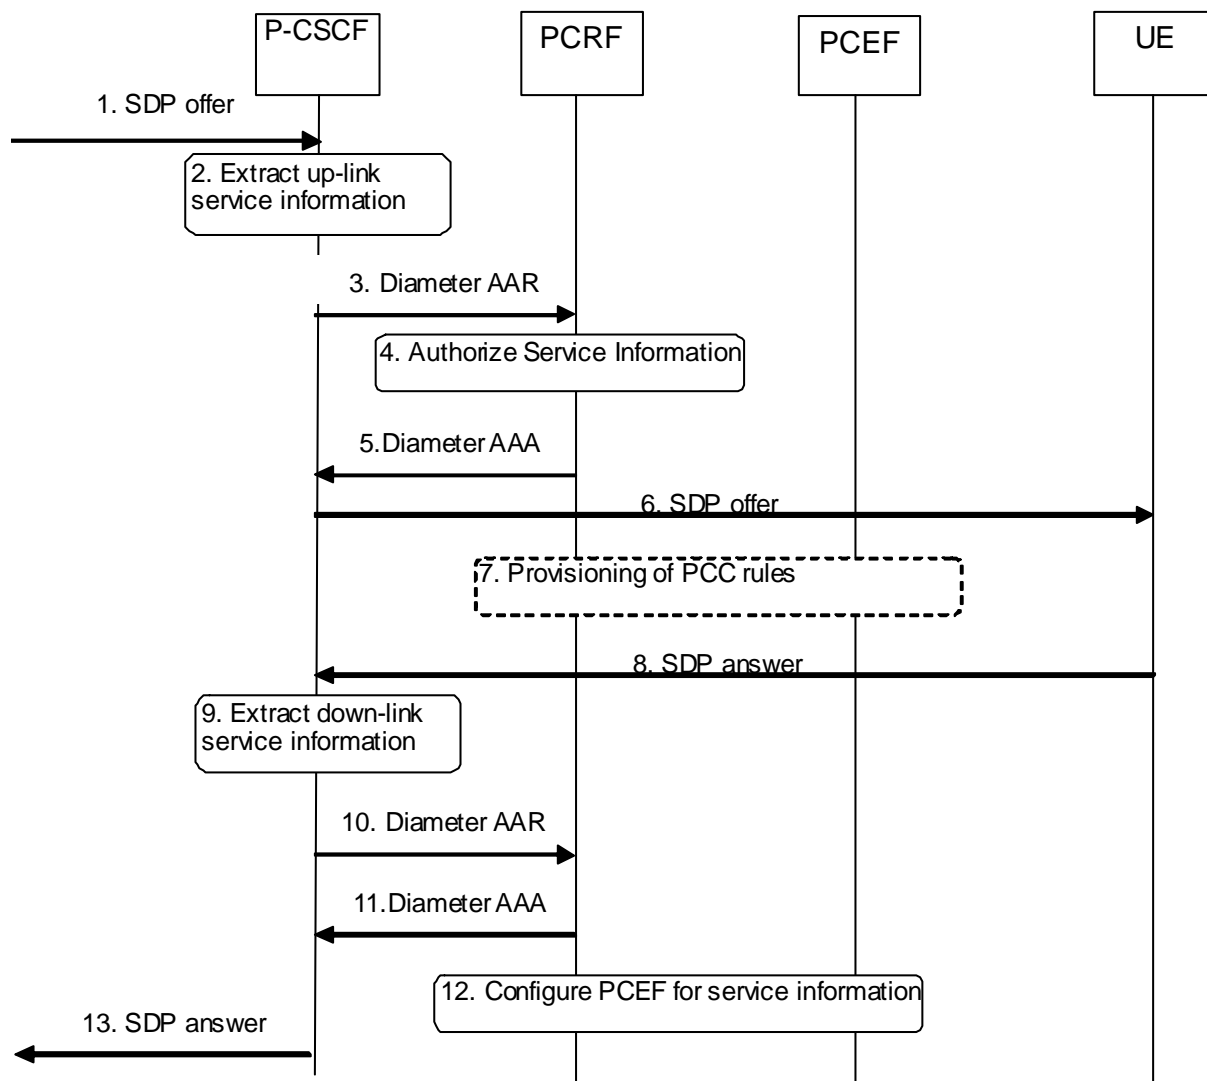 P-CSCF
PCRF
PCEF
UE
1. SDP offer
2. Extract up-link
service information
3. Diameter AAR
4. Authorize Service Information
5.Diameter AAA
6. SDP offer
7. Provisioning of PCC rules
8. SDP answer
9. Extract down-link
service information
10. Diameter AAR
11.Diameter AAA
12. Configure PCEF for service information
13. SDP answer